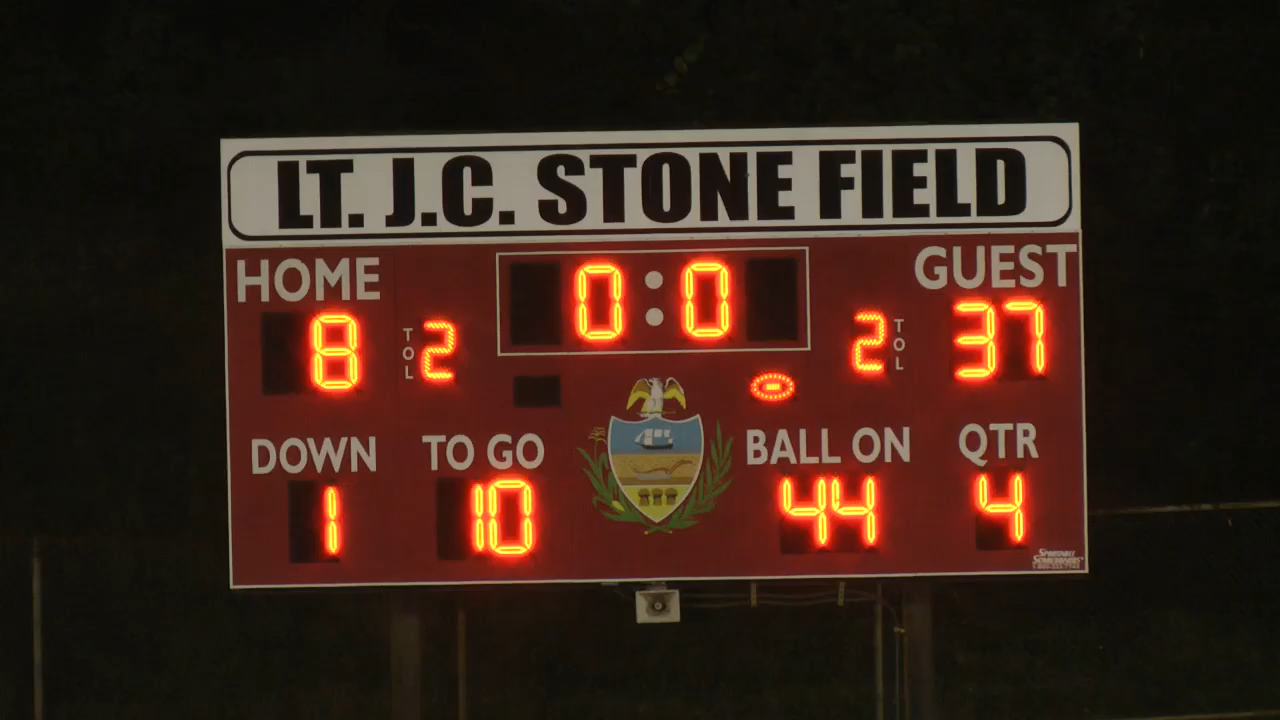 LT. J.C. STONE FIELD
HOME 0:0 GUEST
8 TOL 2 2 TOL 37
DOWN TO GO BALL ON QTR
1 10 44 4